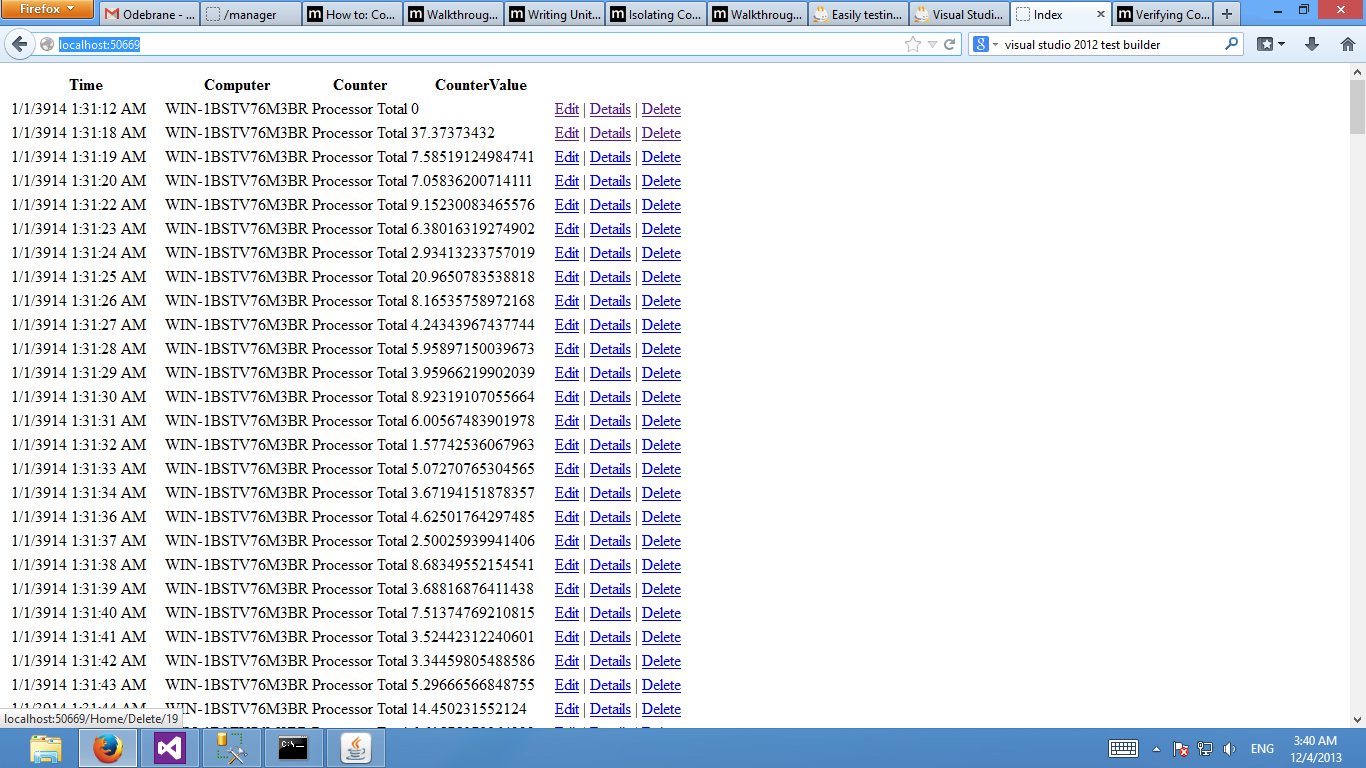 Firefox
Odebrane - ...
/manager
How to: Co...
Walkthroug...
Writing Unit...
Isolating Co...
Walkthroug...
Easily testin...
Visual Studi...
Index
Verifying Co...
localhost:50669
visual studio 2012 test builder
Time Computer Counter CounterValue
1/1/3914 1:31:12 AM WIN-1BSTV76M3BR Processor Total 0 Edit | Details | Delete
1/1/3914 1:31:18 AM WIN-1BSTV76M3BR Processor Total 37.37373432 Edit | Details | Delete
1/1/3914 1:31:19 AM WIN-1BSTV76M3BR Processor Total 7.58519124984741 Edit | Details | Delete
1/1/3914 1:31:20 AM WIN-1BSTV76M3BR Processor Total 7.05836200714111 Edit | Details | Delete
1/1/3914 1:31:22 AM WIN-1BSTV76M3BR Processor Total 9.15230083465576 Edit | Details | Delete
1/1/3914 1:31:23 AM WIN-1BSTV76M3BR Processor Total 6.38016319274902 Edit | Details | Delete
1/1/3914 1:31:24 AM WIN-1BSTV76M3BR Processor Total 2.93413233757019 Edit | Details | Delete
1/1/3914 1:31:25 AM WIN-1BSTV76M3BR Processor Total 20.9650783538818 Edit | Details | Delete
1/1/3914 1:31:26 AM WIN-1BSTV76M3BR Processor Total 8.16535758972168 Edit | Details | Delete
1/1/3914 1:31:27 AM WIN-1BSTV76M3BR Processor Total 4.24343967437744 Edit | Details | Delete
1/1/3914 1:31:28 AM WIN-1BSTV76M3BR Processor Total 5.95897150039673 Edit | Details | Delete
1/1/3914 1:31:29 AM WIN-1BSTV76M3BR Processor Total 3.95966219902039 Edit | Details | Delete
1/1/3914 1:31:30 AM WIN-1BSTV76M3BR Processor Total 8.92319107055664 Edit | Details | Delete
1/1/3914 1:31:31 AM WIN-1BSTV76M3BR Processor Total 6.00567483901978 Edit | Details | Delete
1/1/3914 1:31:32 AM WIN-1BSTV76M3BR Processor Total 1.57742536067963 Edit | Details | Delete
1/1/3914 1:31:33 AM WIN-1BSTV76M3BR Processor Total 5.07270765304565 Edit | Details | Delete
1/1/3914 1:31:34 AM WIN-1BSTV76M3BR Processor Total 3.67194151878357 Edit | Details | Delete
1/1/3914 1:31:36 AM WIN-1BSTV76M3BR Processor Total 4.62501764297485 Edit | Details | Delete
1/1/3914 1:31:37 AM WIN-1BSTV76M3BR Processor Total 2.50025939941406 Edit | Details | Delete
1/1/3914 1:31:38 AM WIN-1BSTV76M3BR Processor Total 8.68349552154541 Edit | Details | Delete
1/1/3914 1:31:39 AM WIN-1BSTV76M3BR Processor Total 3.68816876411438 Edit | Details | Delete
1/1/3914 1:31:40 AM WIN-1BSTV76M3BR Processor Total 7.51374769210815 Edit | Details | Delete
1/1/3914 1:31:41 AM WIN-1BSTV76M3BR Processor Total 3.52442312240601 Edit | Details | Delete
1/1/3914 1:31:42 AM WIN-1BSTV76M3BR Processor Total 3.34459805488586 Edit | Details | Delete
1/1/3914 1:31:43 AM WIN-1BSTV76M3BR Processor Total 5.29666566848755 Edit | Details | Delete
1/1/3914 1:31:44 AM WIN-1BSTV76M3BR Processor Total 14.450231552124 Edit | Details | Delete
localhost:50669/Home/Delete/19
ENG
3:40 AM
12/4/2013